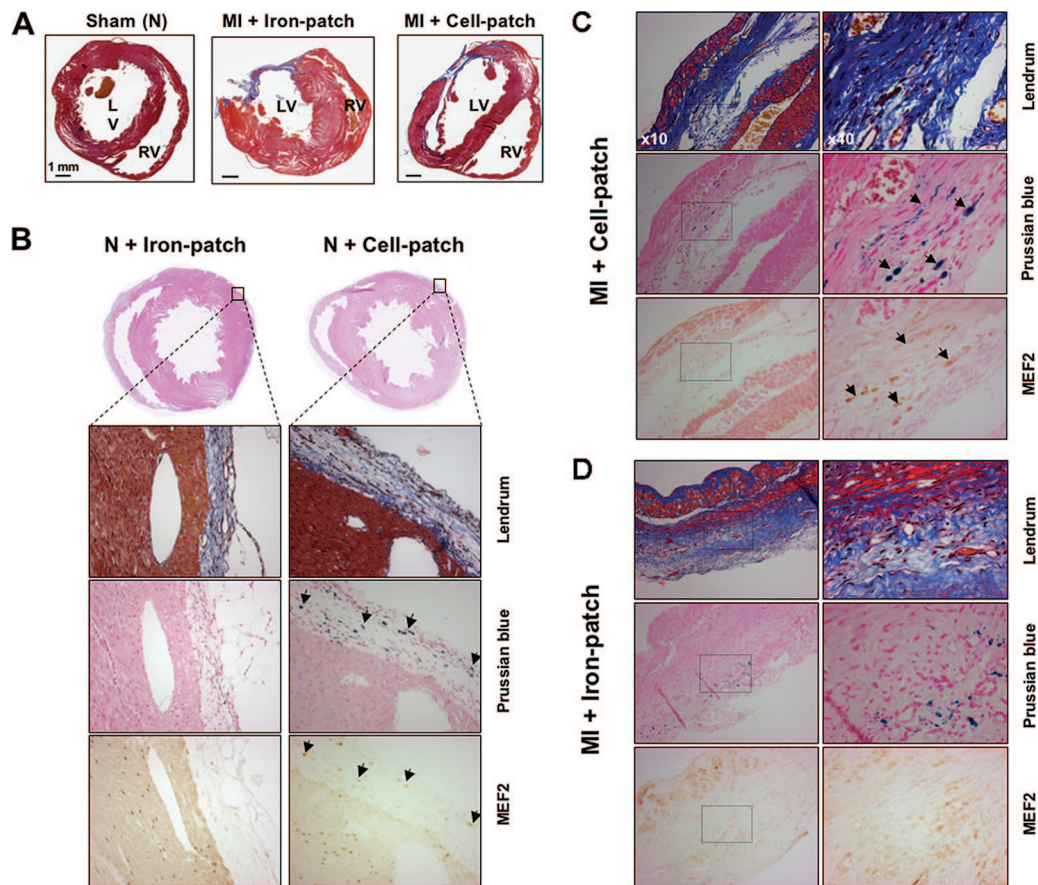 A
Sham (N)
MI + Iron-patch
MI + Cell-patch
L
V
RV
1 mm
LV
RV
LV
RV
B
N + Iron-patch
N + Cell-patch
Lendrum
Prussian blue
MEF2
C
MI + Cell-patch
x10
x40
Lendrum
Prussian blue
MEF2
D
MI + Iron-patch
Lendrum
Prussian blue
MEF2